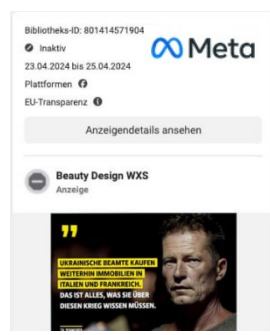 Bibliotheks-ID: 801414571904
Inaktiv
Meta
23.04.2024 bis 25.04.2024
Plattformen
EU-Transparenz
Anzeigendetails ansehen
Beauty Design WXS
Anzeige
UKRAINISCHE BEAMTE KAUFEN
WEITERHIN IMMOBILIEN IN
ITALIEN UND FRANKREICH.
DAS IST ALLES, WAS SIE ÜBER
DIESEN KRIEG WISSEN MÜSSEN.